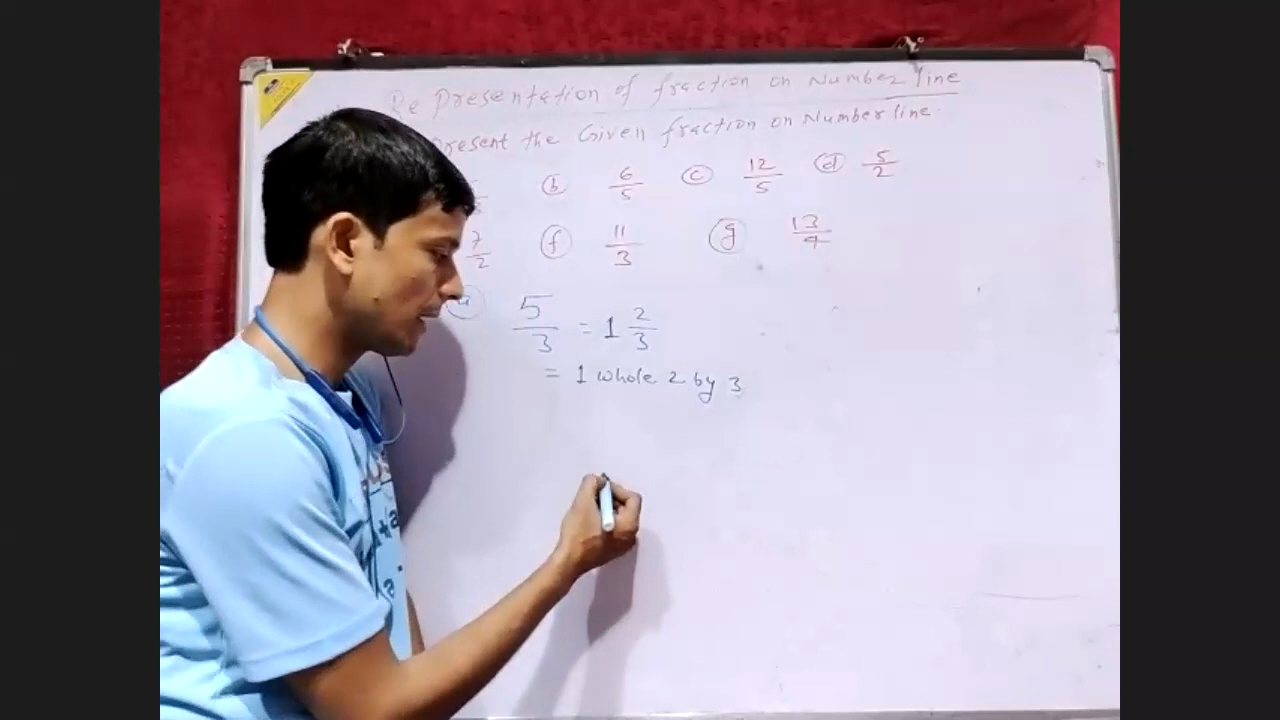 Representation of fraction on Number line
present the Given fraction on Number line.
(b) 6/5 (c) 12/5 (d) 5/2
7/2 (f) 11/3 (g) 13/4
(a) 5/3 = 1 2/3
= 1 whole 2 by 3